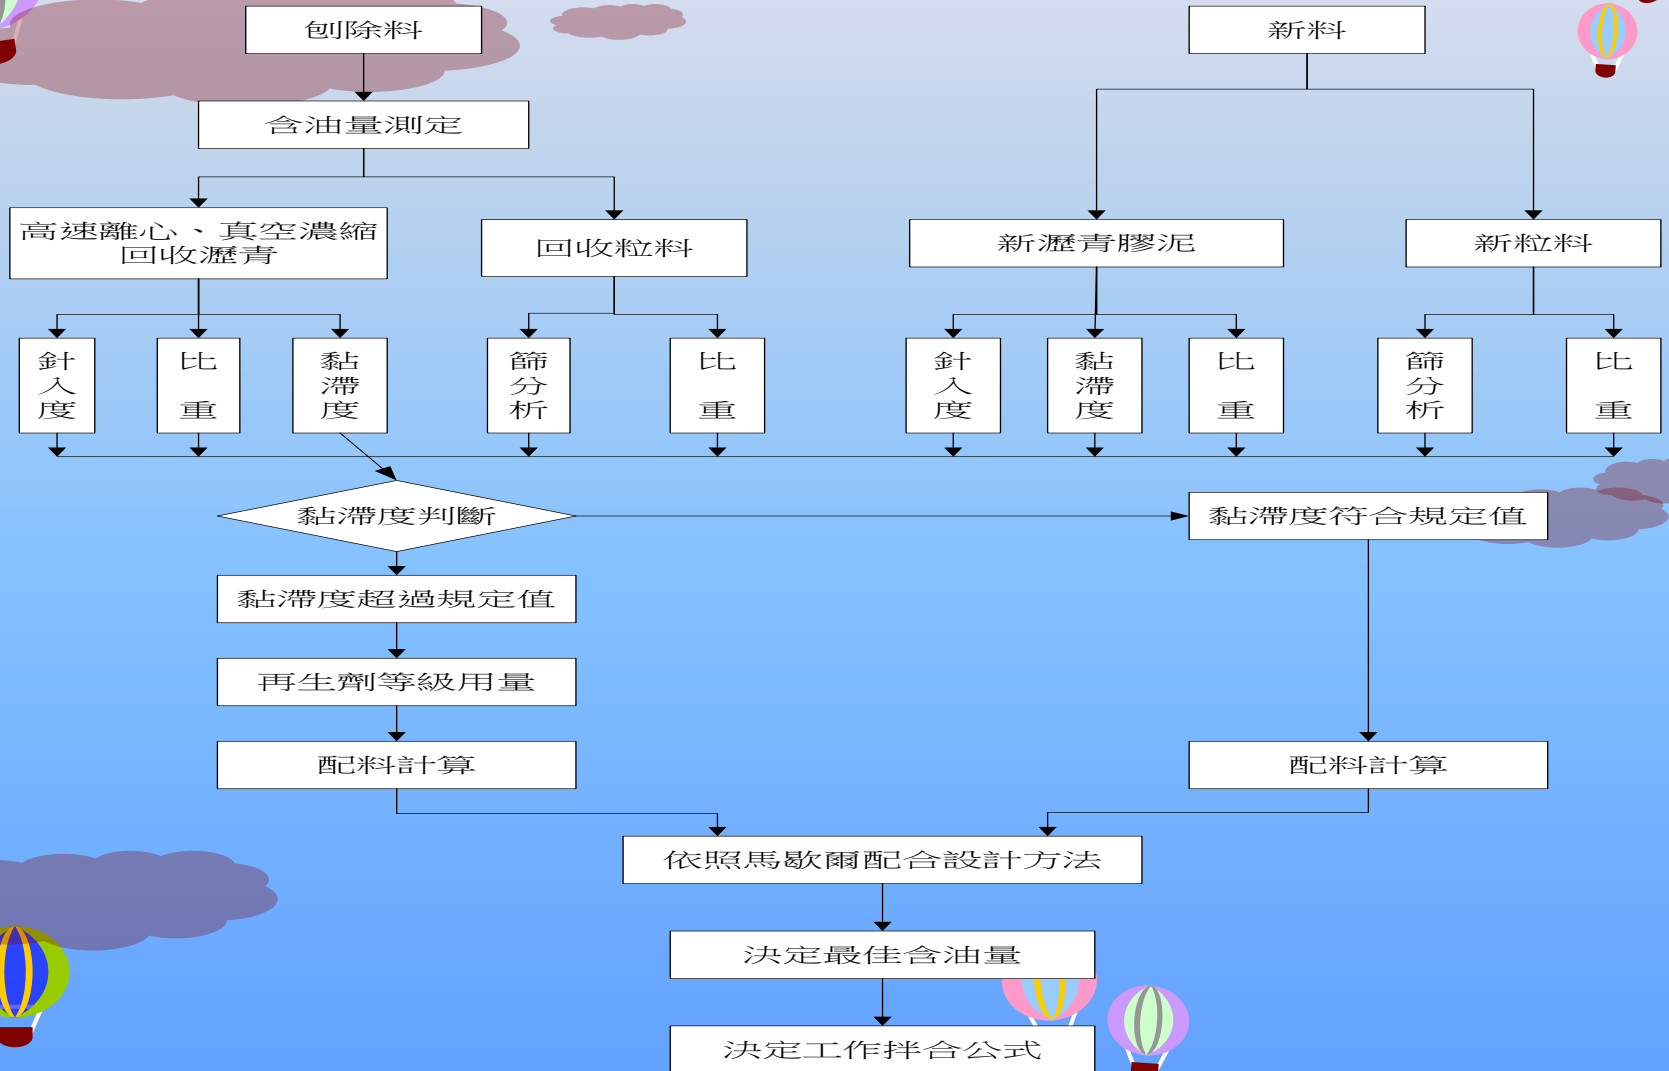 刨除料
新料
含油量測定
高速離心、真空濃縮
回收瀝青
回收粒料
新瀝青膠泥
新粒料
針入度
比重
黏滯度
篩分析
比重
針入度
黏滯度
比重
篩分析
比重
黏滯度判斷
黏滯度符合規定值
黏滯度超過規定值
再生劑等級用量
配料計算
配料計算
依照馬歇爾配合設計方法
決定最佳含油量
決定工作拌合公式